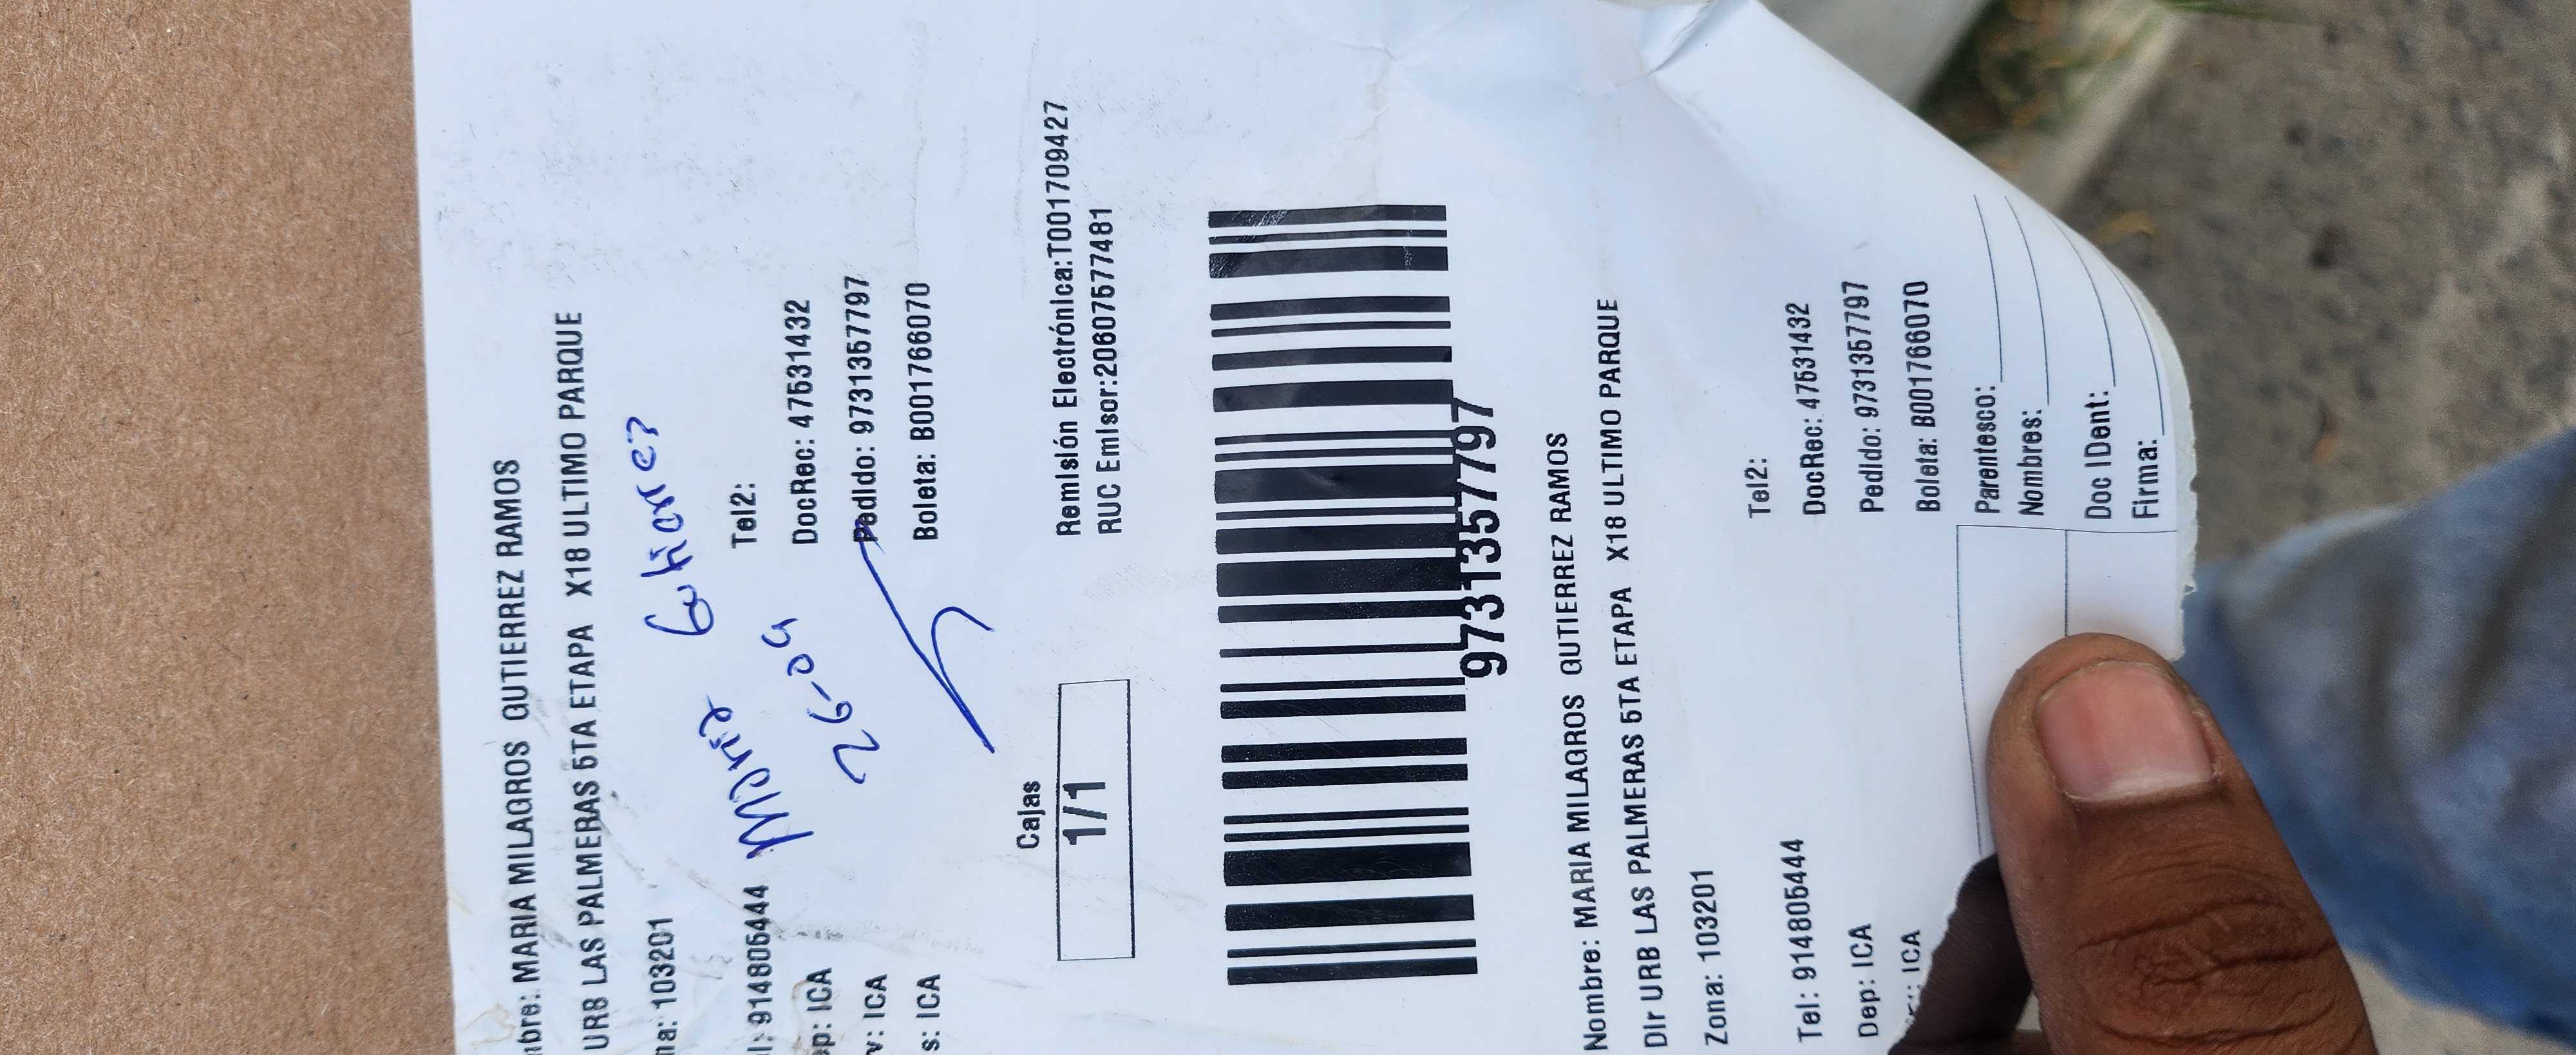 mbre: MARIA MILAGROS GUTIERREZ RAMOS
URB LAS PALMERAS 5TA ETAPA X18 ULTIMO PARQUE
na: 103201
Maria Gutierrez
26-09
l: 914805444
Tel2:
p: ICA
DocRec: 47531432
v: ICA
Pedido: 9731357797
s: ICA
Boleta: B001766070
Cajas
1/1
Remisión Electrónica:T001709427
RUC Emisor:20607577481
9731357797
Nombre: MARIA MILAGROS GUTIERREZ RAMOS
Dir URB LAS PALMERAS 5TA ETAPA X18 ULTIMO PARQUE
Zona: 103201
Tel2:
Tel: 914805444
DocRec: 47531432
Dep: ICA
Pedido: 9731357797
: ICA
Boleta: B001766070
Parentesco:
Nombres:
Doc IDent:
Firma: